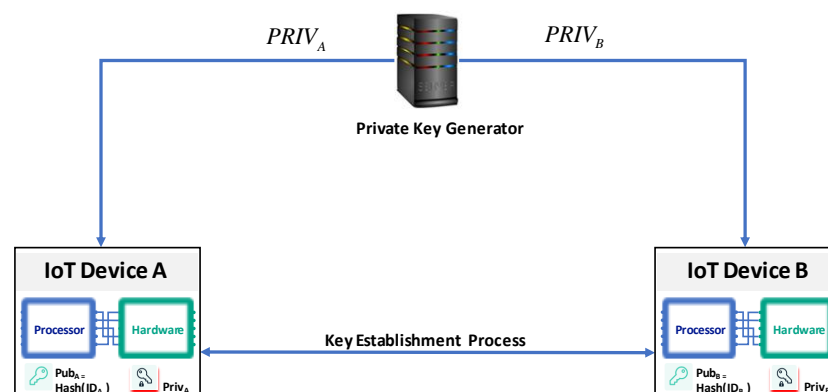 PRIV_A PRIV_B
Private Key Generator
IoT Device A
IoT Device B
Processor
Hardware
Processor
Hardware
Key Establishment Process
Pub_A =
Hash(ID_A )
Priv_A
Pub_B =
Hash(ID_B )
Priv_B